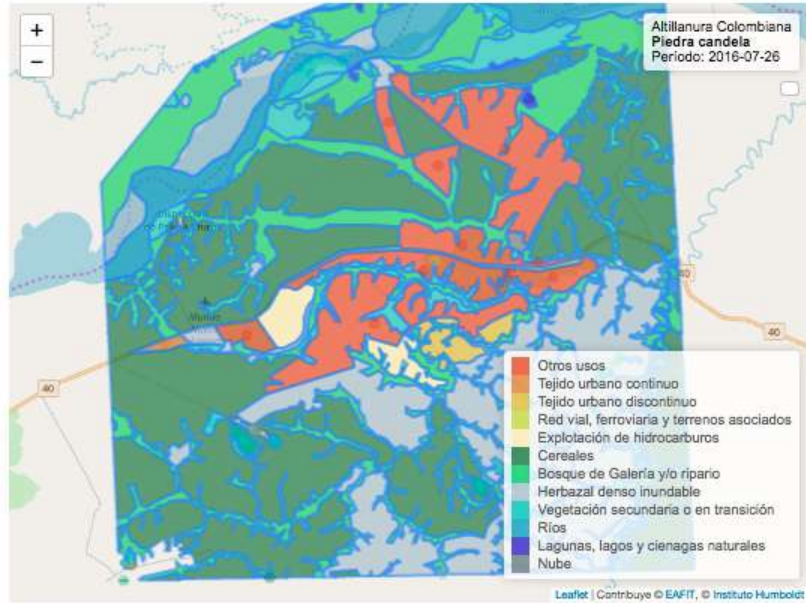 +
−
Altillanura Colombiana
Piedra candela
Período: 2016-07-26
40
40
40
Otros usos
Tejido urbano continuo
Tejido urbano discontinuo
Red vial, ferroviaria y terrenos asociados
Explotación de hidrocarburos
Cereales
Bosque de Galería y/o ripario
Herbazal denso inundable
Vegetación secundaria o en transición
Ríos
Lagunas, lagos y cienagas naturales
Nube
Leaflet | Contribuye © EAFIT, © Instituto Humboldt